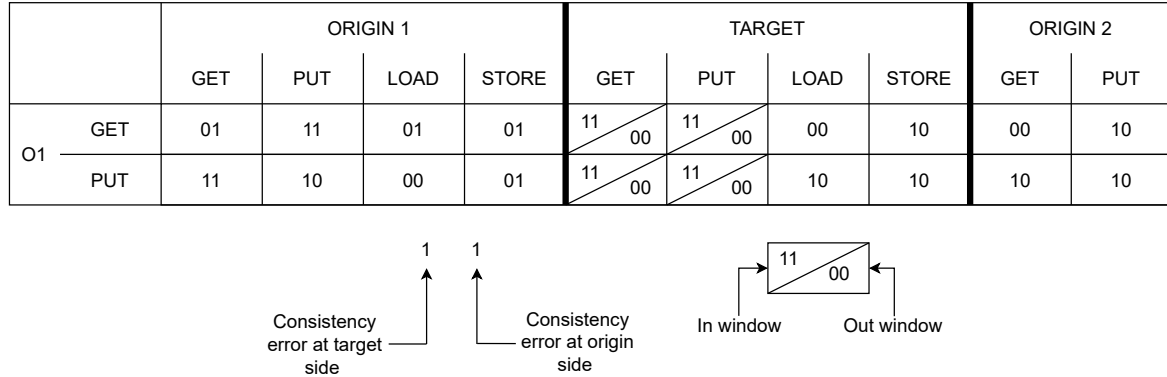 ORIGIN 1 TARGET ORIGIN 2
GET PUT LOAD STORE GET PUT LOAD STORE GET PUT
O1 GET 01 11 01 01 11 00 11 00 00 10 00 10
PUT 11 10 00 01 11 00 11 00 10 10 10 10
1 1
Consistency
error at target
side
Consistency
error at origin
side
11 00
In window Out window